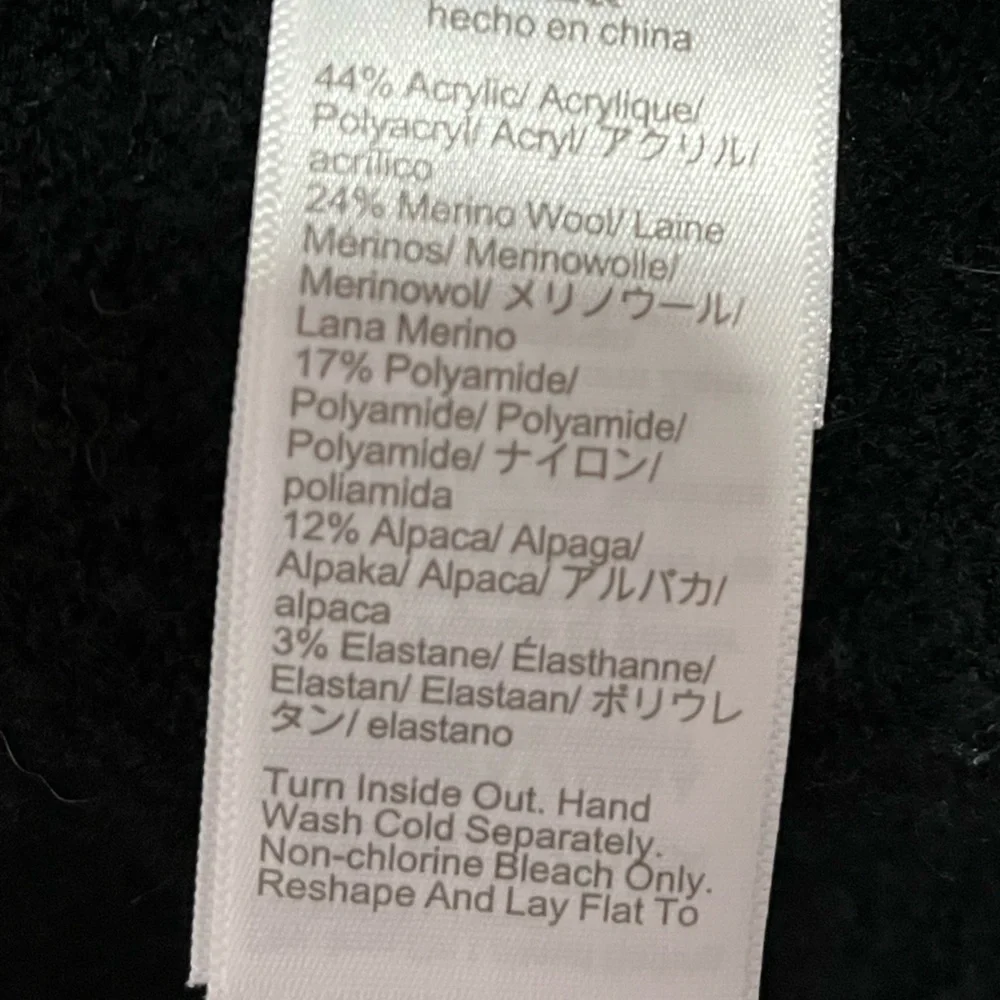 hecho en china
44% Acrylic/ Acrylique/
Polyacryl/ Acryl/ アクリル/
acrílico
24% Merino Wool/ Laine
Mérinos/ Merinowolle/
Merinowol/ メリノウール/
Lana Merino
17% Polyamide/
Polyamide/ Polyamide/
Polyamide/ ナイロン/
poliamida
12% Alpaca/ Alpaga/
Alpaka/ Alpaca/ アルパカ/
alpaca
3% Elastane/ Élasthanne/
Elastan/ Elastaan/ ポリウレ
タン/ elastano
Turn Inside Out. Hand
Wash Cold Separately.
Non-chlorine Bleach Only.
Reshape And Lay Flat To